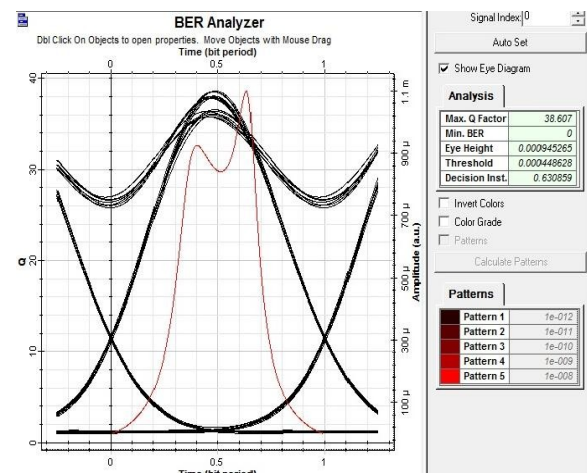 BER Analyzer
Dbl Click On Objects to open properties. Move Objects with Mouse Drag
Time (bit period)
0 0.5 1
40
30
20
10
0
Q
1.1 m
900 µ
700 µ
500 µ
300 µ
100 µ
Amplitude (a.u.)
0 0.5 1
Time (bit period)
Signal Index: 0
Auto Set
Show Eye Diagram
Analysis
Max. Q Factor 38.607
Min. BER 0
Eye Height 0.000945265
Threshold 0.000448628
Decision Inst. 0.630859
Invert Colors
Color Grade
Patterns
Calculate Patterns
Patterns
Pattern 1 1e-012
Pattern 2 1e-011
Pattern 3 1e-010
Pattern 4 1e-009
Pattern 5 1e-008